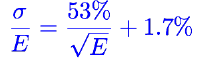 σ/E = 53%/√E + 1.7%